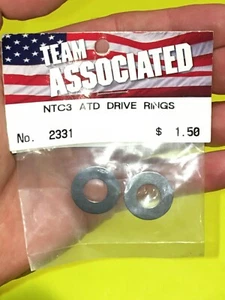 TEAM
ASSOCIATED
NTC3 ATD DRIVE RINGS
No. 2331 $ 1.50